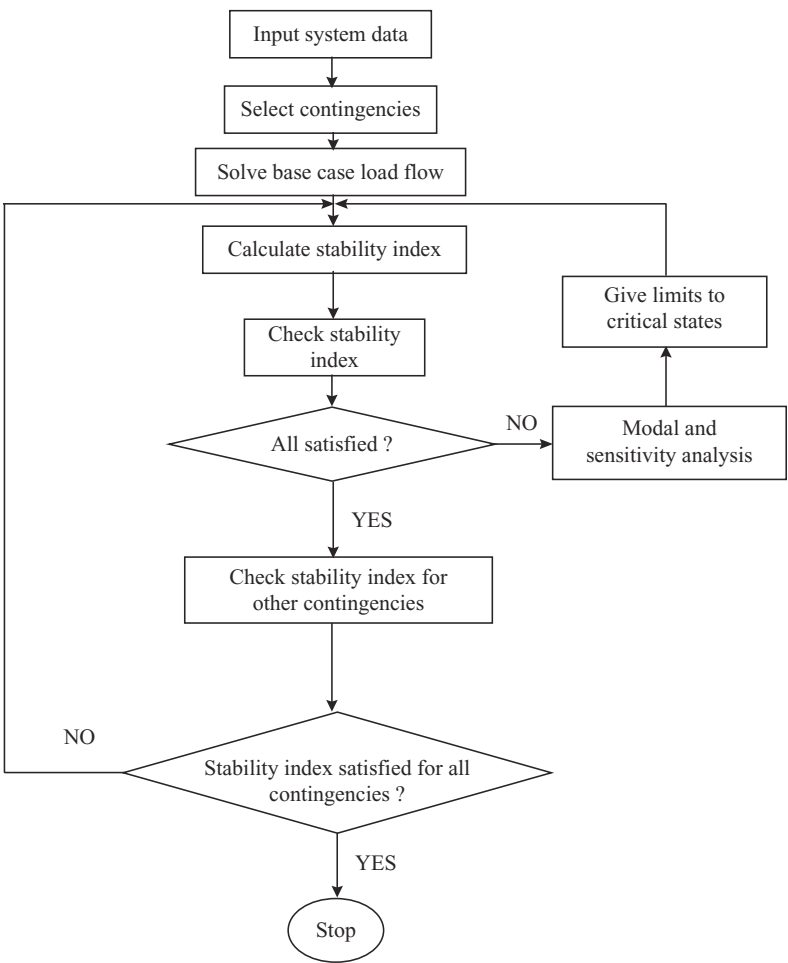 Input system data
Select contingencies
Solve base case load flow
Calculate stability index
Give limits to
critical states
Check stability
index
All satisfied ?
NO
Modal and
sensitivity analysis
YES
Check stability index for
other contingencies
NO
Stability index satisfied for all
contingencies ?
YES
Stop